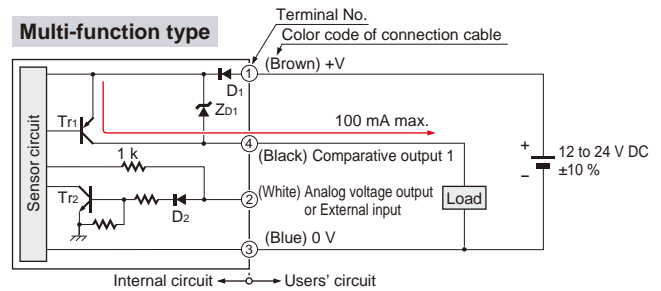 Multi-function type
Terminal No.
Color code of connection cable
1
(Brown) +V
D1
ZD1
Tr1
100 mA max.
Sensor circuit
4
(Black) Comparative output 1
1 k
12 to 24 V DC
±10 %
+
−
Tr2
D2
2
(White) Analog voltage output
or External input
Load
3
(Blue) 0 V
Internal circuit
Users' circuit